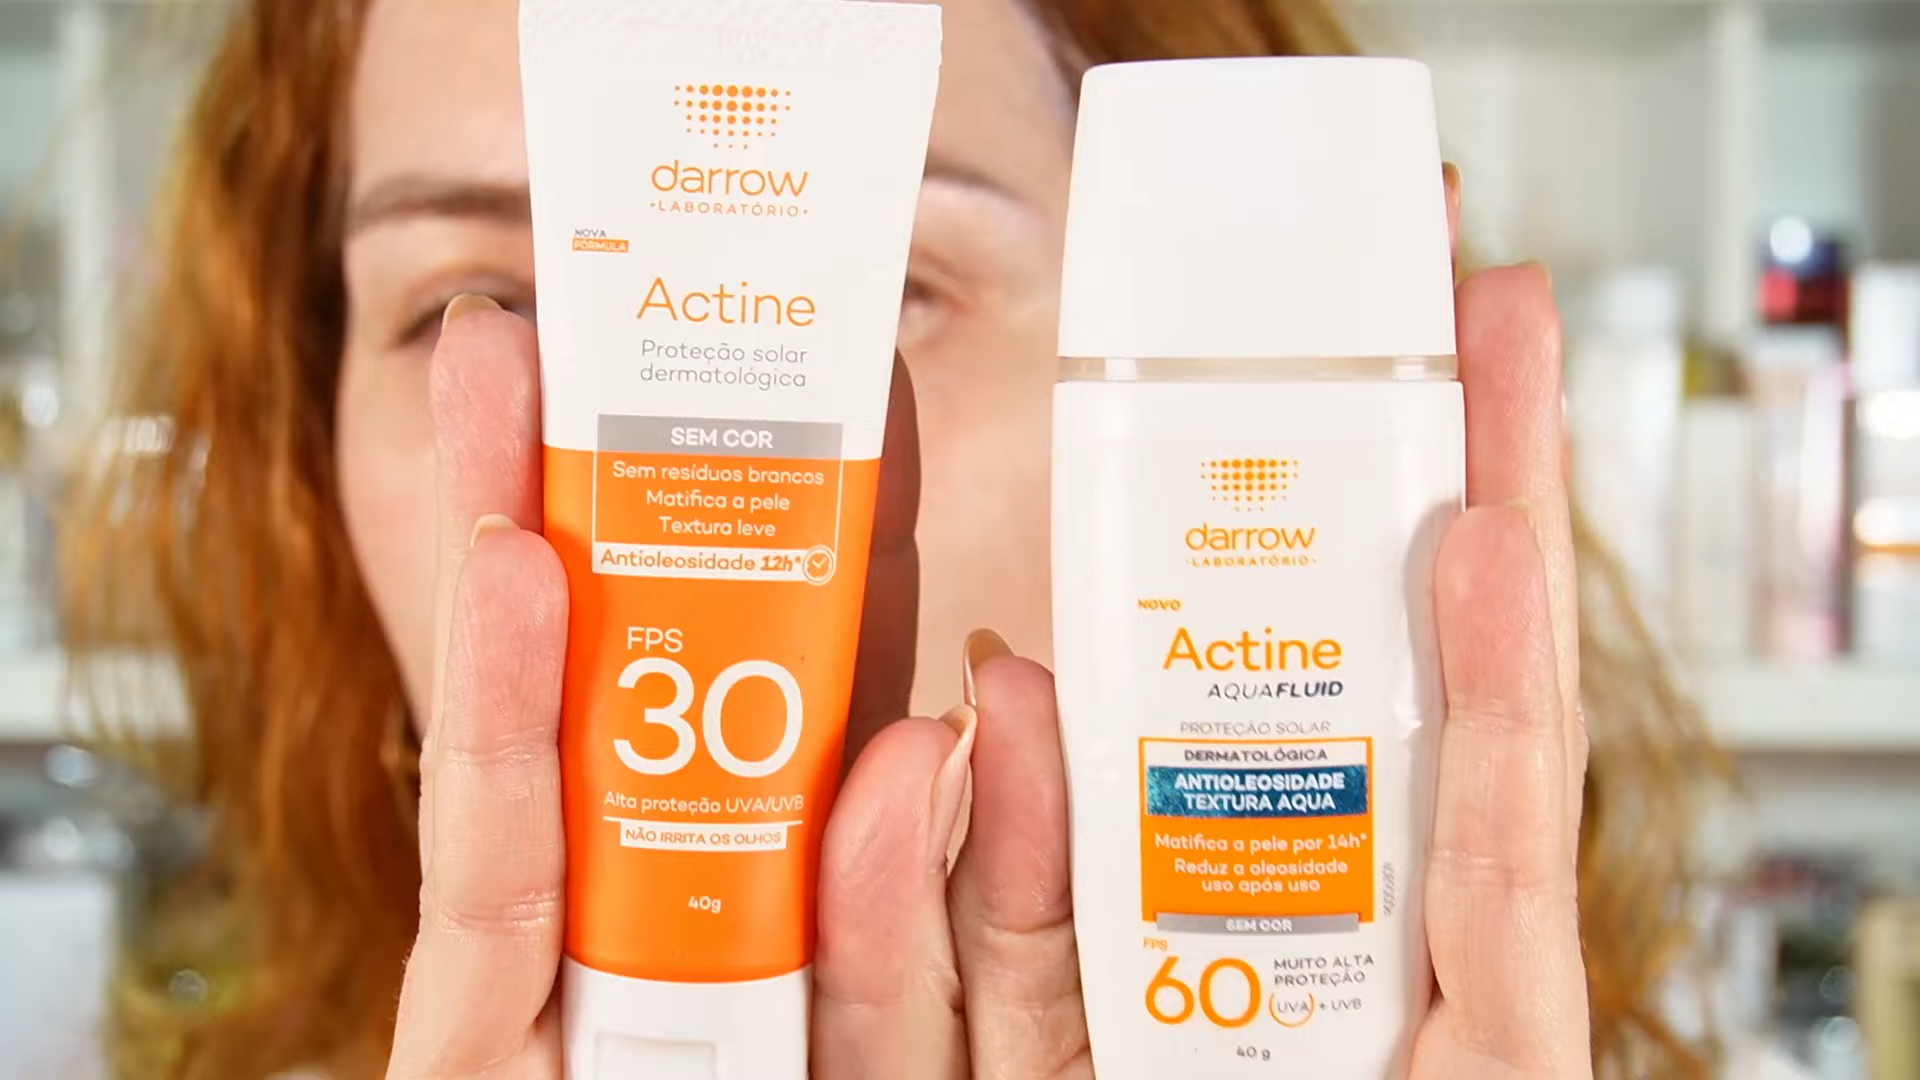 darrow
•LABORATÓRIO•
NOVA
FÓRMULA
Actine
Proteção solar
dermatológica
SEM COR
Sem resíduos brancos
Matifica a pele
Textura leve
Antioleosidade 12h*
FPS
30
Alta proteção UVA/UVB
NÃO IRRITA OS OLHOS
40g
darrow
•LABORATÓRIO•
NOVO
Actine
AQUAFLUID
PROTEÇÃO SOLAR
DERMATOLÓGICA
ANTIOLEOSIDADE
TEXTURA AQUA
Matifica a pele por 14h*
Reduz a oleosidade
uso após uso
SEM COR
FPS
60
MUITO ALTA
PROTEÇÃO
UVA + UVB
40 g